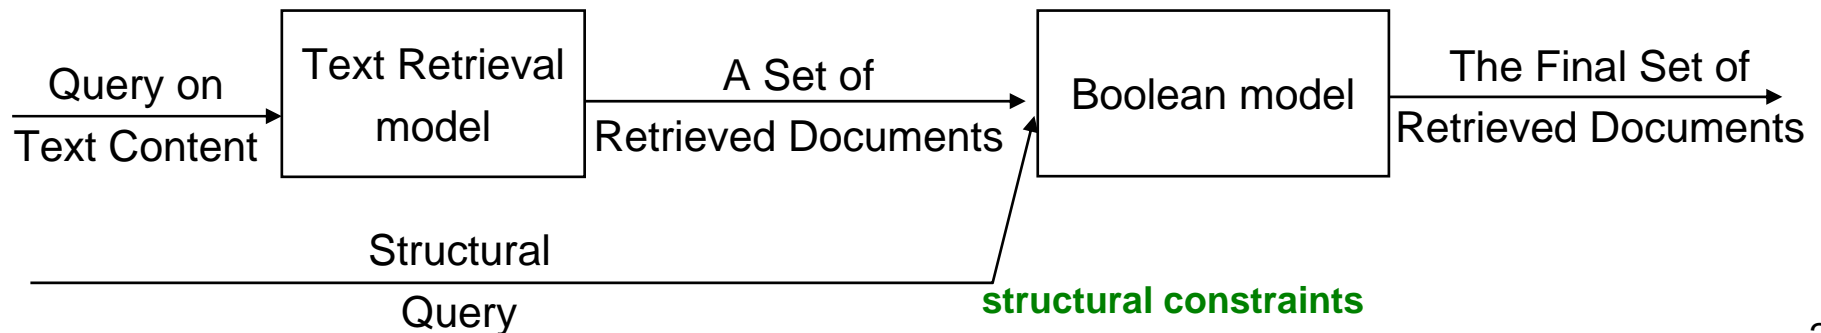 Query on
Text Content
Text Retrieval
model
A Set of
Retrieved Documents
Boolean model
The Final Set of
Retrieved Documents
Structural
Query
structural constraints